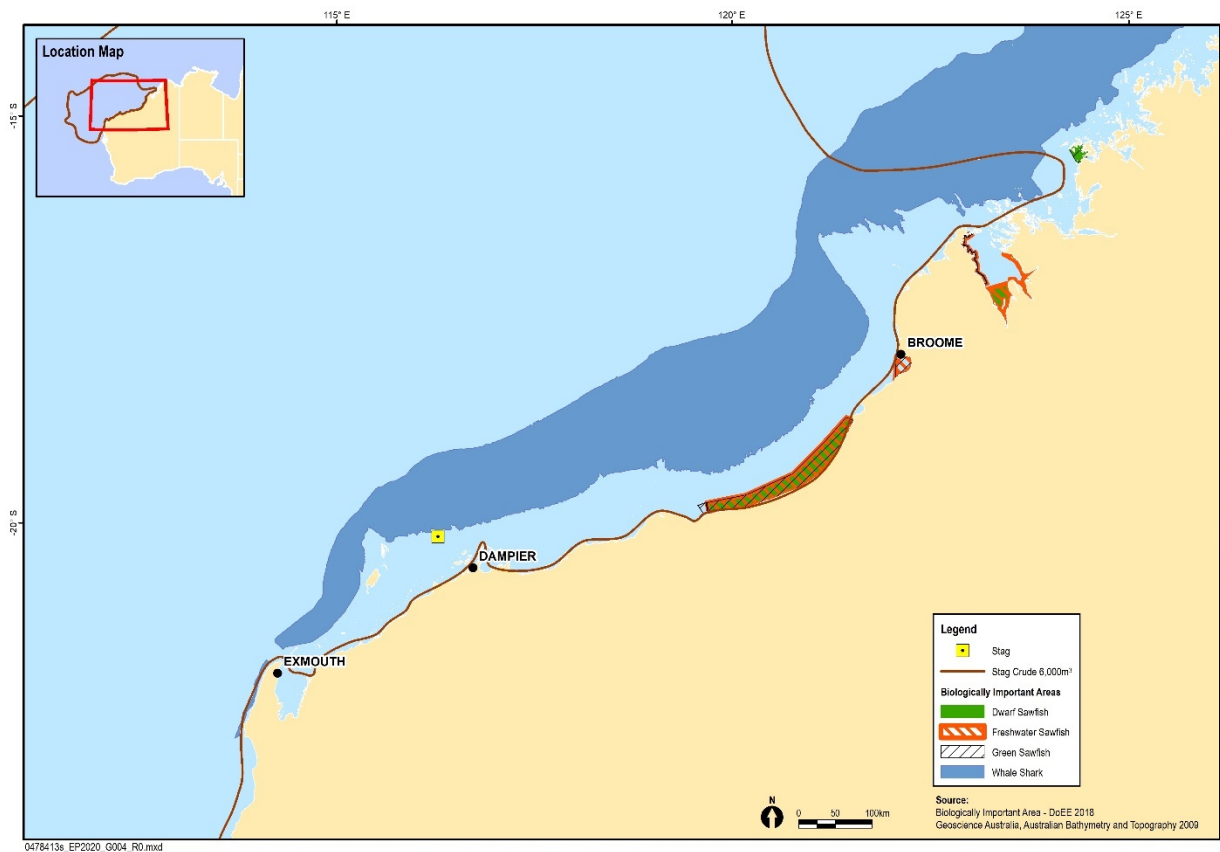 115° E
120° E
125° E
Location Map
-15° S
BROOME
-20° S
DAMPIER
EXMOUTH
Legend
Stag
Stag Crude 6,000m³
Biologically Important Areas
Dwarf Sawfish
Freshwater Sawfish
Green Sawfish
Whale Shark
N
0 25 50 100km
Source:
Biologically Important Area - DoEE 2018
Geoscience Australia, Australian Bathymetry and Topography 2009
0478413s_EP2020_G004_R0.mxd